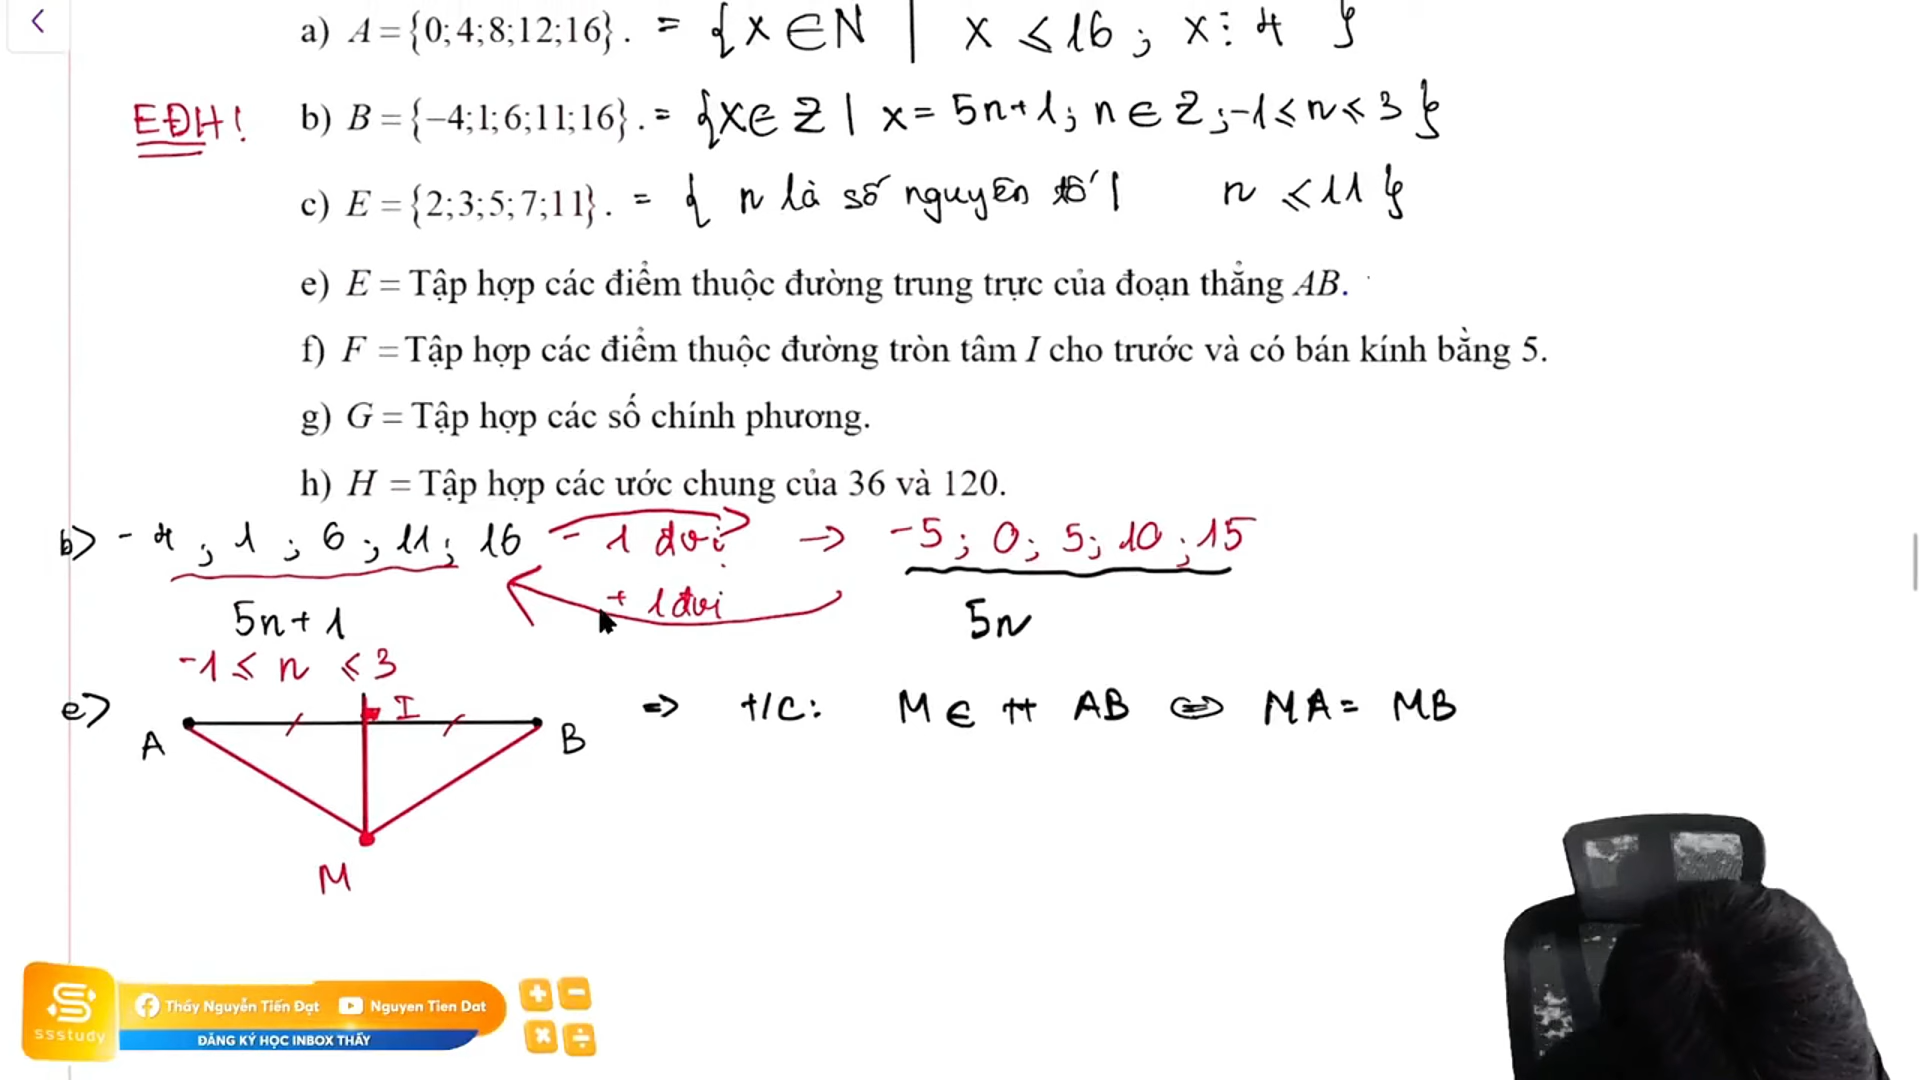 a) A = {0; 4; 8; 12; 16}. = {x ∈ N | x ≤ 16; x ⋮ 4 }
EĐH!
b) B = {−4; 1; 6; 11; 16}. = {x ∈ Z | x = 5n+1; n ∈ Z; -1 ≤ n ≤ 3}
c) E = {2; 3; 5; 7; 11}. = { n là số nguyên tố | n ≤ 11}
e) E = Tập hợp các điểm thuộc đường trung trực của đoạn thẳng AB.
f) F = Tập hợp các điểm thuộc đường tròn tâm I cho trước và có bán kính bằng 5.
g) G = Tập hợp các số chính phương.
h) H = Tập hợp các ước chung của 36 và 120.
b> -4; 1; 6; 11; 16 - 1 đvi → -5; 0; 5; 10; 15
+ 1 đvi
5n+1 5n
-1 ≤ n ≤ 3
e> A I B => t/c: M ∈ tt AB <=> MA = MB
M
ssstudy
Thầy Nguyễn Tiến Đạt Nguyen Tien Dat
ĐĂNG KÝ HỌC INBOX THẦY